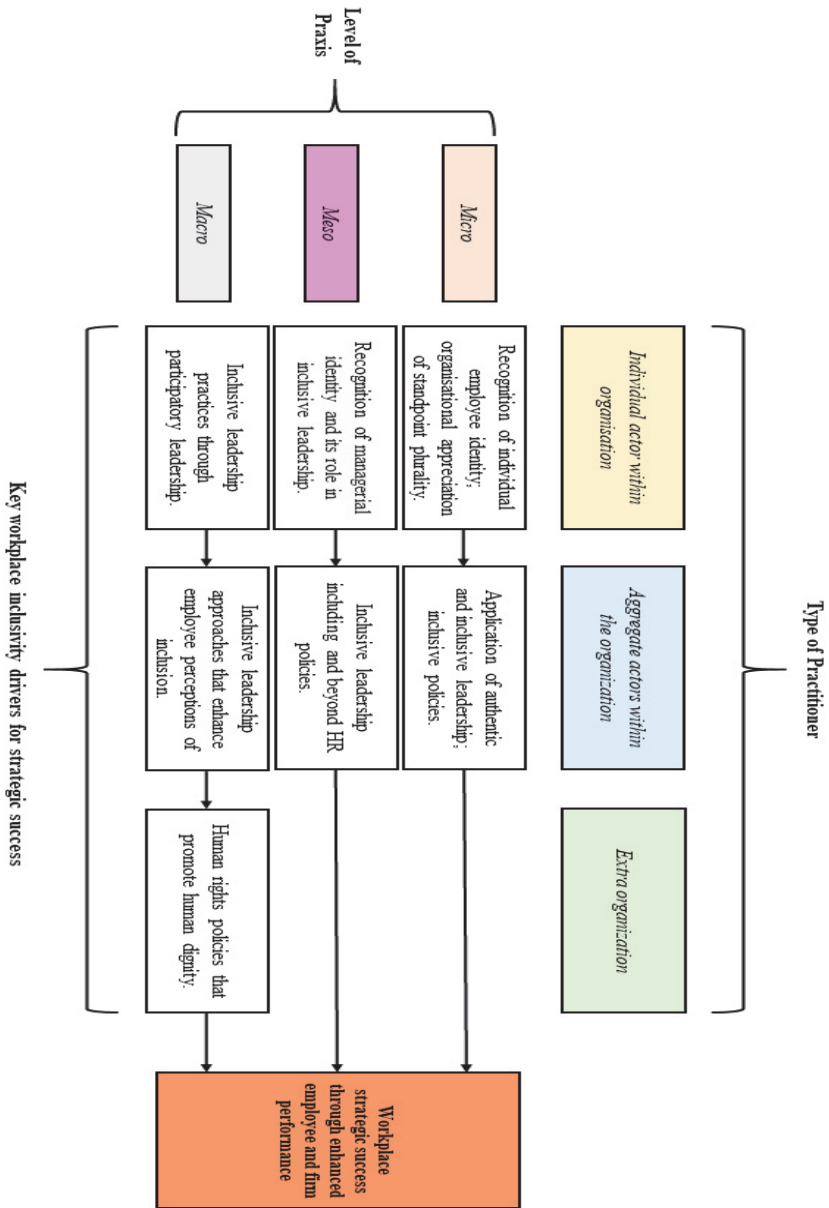 Type of Practitioner
Individual actor within
organisation
Aggregate actors within
the organization
Extra organization
Level of
Praxis
Micro
Recognition of individual
employee identity;
organisational appreciation
of standpoint plurality.
Application of authentic
and inclusive leadership;
inclusive policies.
Meso
Recognition of managerial
identity and its role in
inclusive leadership.
Inclusive leadership
including and beyond HR
policies.
Macro
Inclusive leadership
practices through
participatory leadership.
Inclusive leadership
approaches that enhance
employee perceptions of
inclusion.
Human rights policies that
promote human dignity.
Workplace
strategic success
through enhanced
employee and firm
performance
Key workplace inclusivity drivers for strategic success